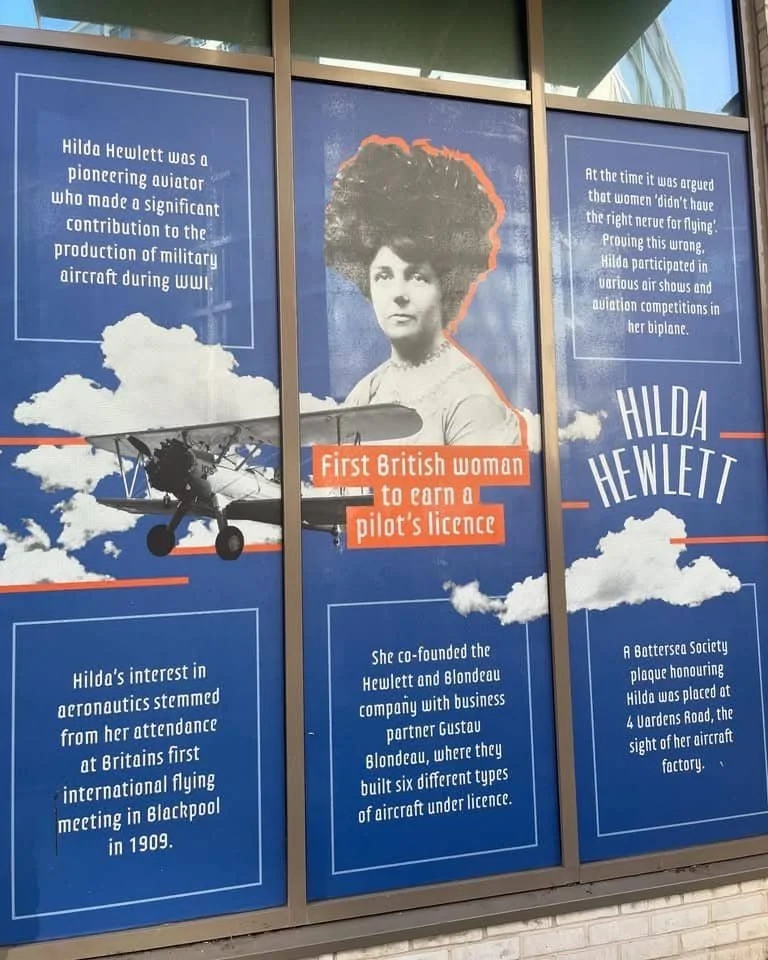 Hilda Hewlett was a
pioneering aviator
who made a significant
contribution to the
production of military
aircraft during WWI.
First British woman
to earn a
pilot's licence
At the time it was argued
that women 'didn't have
the right nerve for flying'.
Proving this wrong,
Hilda participated in
various air shows and
aviation competitions in
her biplane.
HILDA
HEWLETT
Hilda's interest in
aeronautics stemmed
from her attendance
at Britains first
international flying
meeting in Blackpool
in 1909.
She co-founded the
Hewlett and Blondeau
company with business
partner Gustav
Blondeau, where they
built six different types
of aircraft under licence.
A Battersea Society
plaque honouring
Hilda was placed at
4 Vardens Road, the
sight of her aircraft
factory.